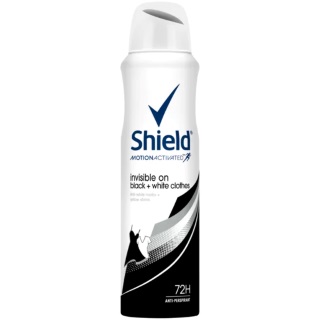 Shield
MOTIONACTIVATED
invisible on
black + white clothes
72H
ANTI-PERSPIRANT